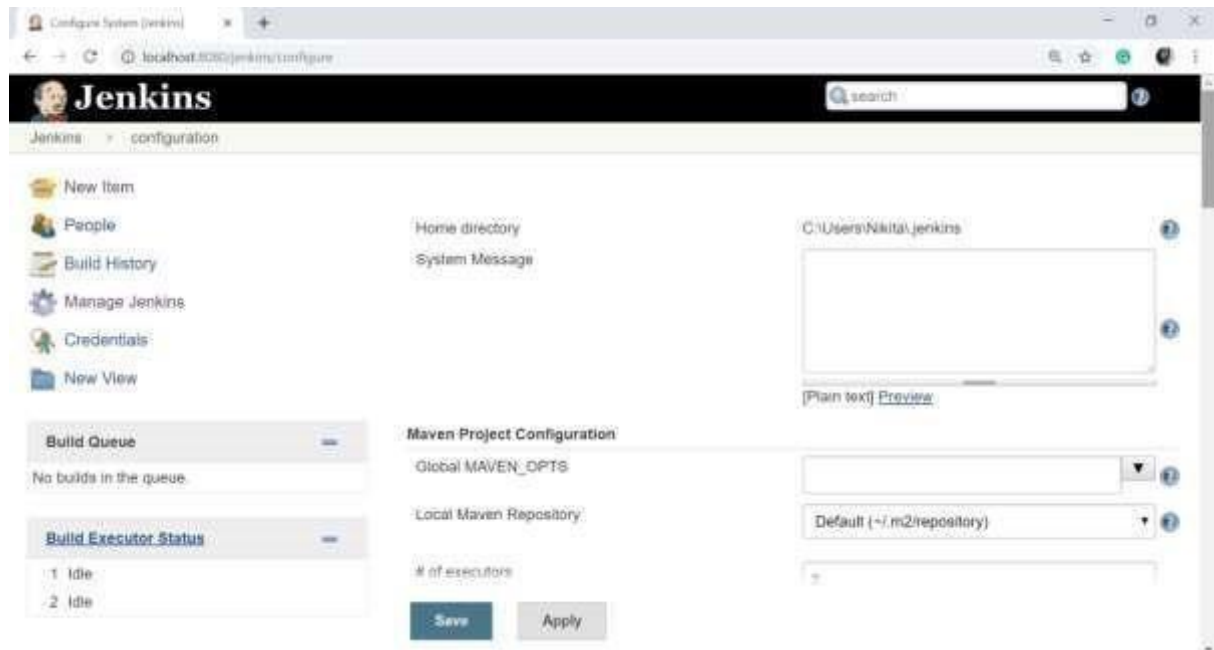 Configure System [Jenkins]
localhost:8080/jenkins/configure
Jenkins
search
Jenkins
configuration
New Item
People
Build History
Manage Jenkins
Credentials
New View
Home directory
C:\Users\Nikita\.jenkins
System Message
[Plain text] Preview
Build Queue
No builds in the queue.
Build Executor Status
1 Idle
2 Idle
Maven Project Configuration
Global MAVEN_OPTS
Local Maven Repository
Default (~/.m2/repository)
# of executors
Save
Apply